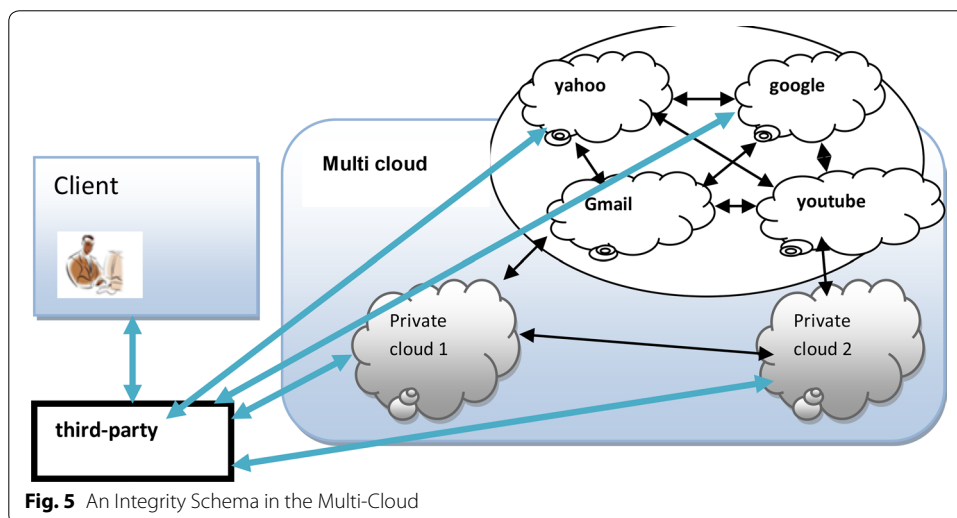 yahoo
google
Multi cloud
Client
Gmail
youtube
Private
cloud 1
Private
cloud 2
third-party
Fig. 5 An Integrity Schema in the Multi-Cloud